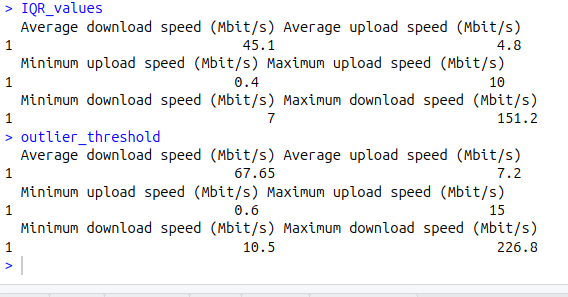 > IQR_values
Average download speed (Mbit/s) Average upload speed (Mbit/s)
1 45.1 4.8
Minimum upload speed (Mbit/s) Maximum upload speed (Mbit/s)
1 0.4 10
Minimum download speed (Mbit/s) Maximum download speed (Mbit/s)
1 7 151.2
> outlier_threshold
Average download speed (Mbit/s) Average upload speed (Mbit/s)
1 67.65 7.2
Minimum upload speed (Mbit/s) Maximum upload speed (Mbit/s)
1 0.6 15
Minimum download speed (Mbit/s) Maximum download speed (Mbit/s)
1 10.5 226.8
>